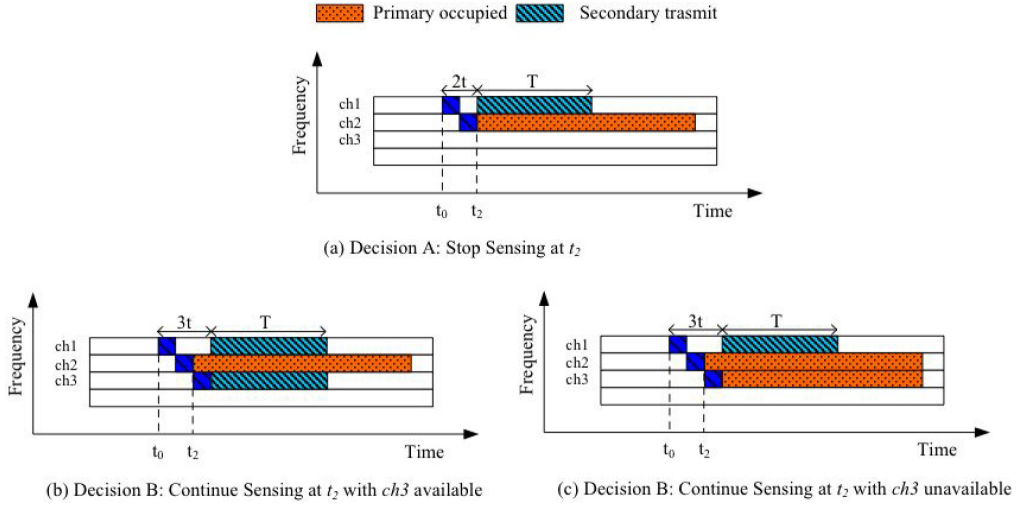 Primary occupied Secondary trasmit
2t T
Frequency
ch1
ch2
ch3
t0 t2 Time
(a) Decision A: Stop Sensing at t2
3t T
Frequency
ch1
ch2
ch3
t0 t2 Time
(b) Decision B: Continue Sensing at t2 with ch3 available
3t T
Frequency
ch1
ch2
ch3
t0 t2 Time
(c) Decision B: Continue Sensing at t2 with ch3 unavailable